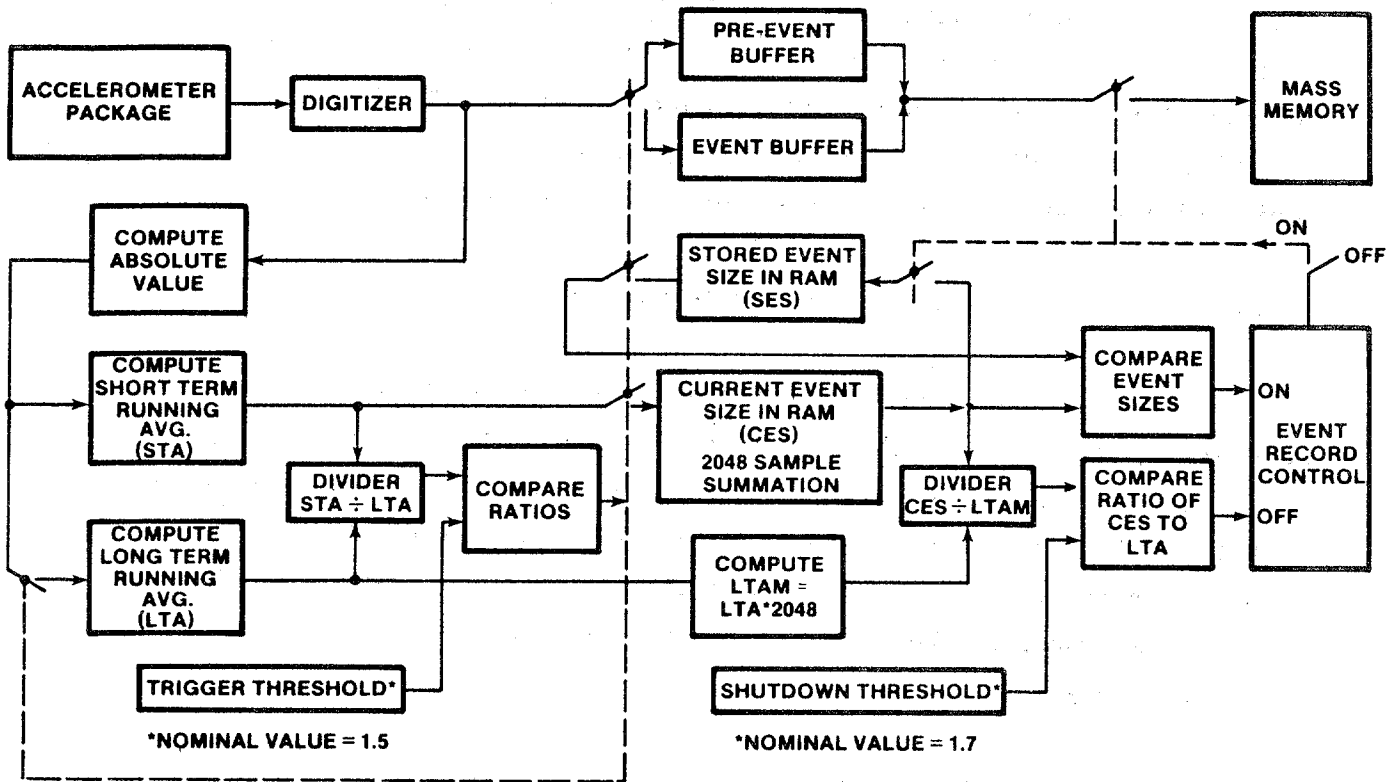 PRE-EVENT
BUFFER
ACCELEROMETER
PACKAGE
DIGITIZER
MASS
MEMORY
EVENT BUFFER
COMPUTE
ABSOLUTE
VALUE
STORED EVENT
SIZE IN RAM
(SES)
ON
OFF
COMPUTE
SHORT TERM
RUNNING
AVG.
(STA)
CURRENT EVENT
SIZE IN RAM
(CES)
2048 SAMPLE
SUMMATION
COMPARE
EVENT
SIZES
ON
EVENT
RECORD
CONTROL
OFF
DIVIDER
STA ÷ LTA
COMPARE
RATIOS
DIVIDER
CES ÷ LTAM
COMPARE
RATIO OF
CES TO
LTA
COMPUTE
LONG TERM
RUNNING
AVG.
(LTA)
COMPUTE
LTAM =
LTA*2048
TRIGGER THRESHOLD*
SHUTDOWN THRESHOLD*
*NOMINAL VALUE = 1.5
*NOMINAL VALUE = 1.7